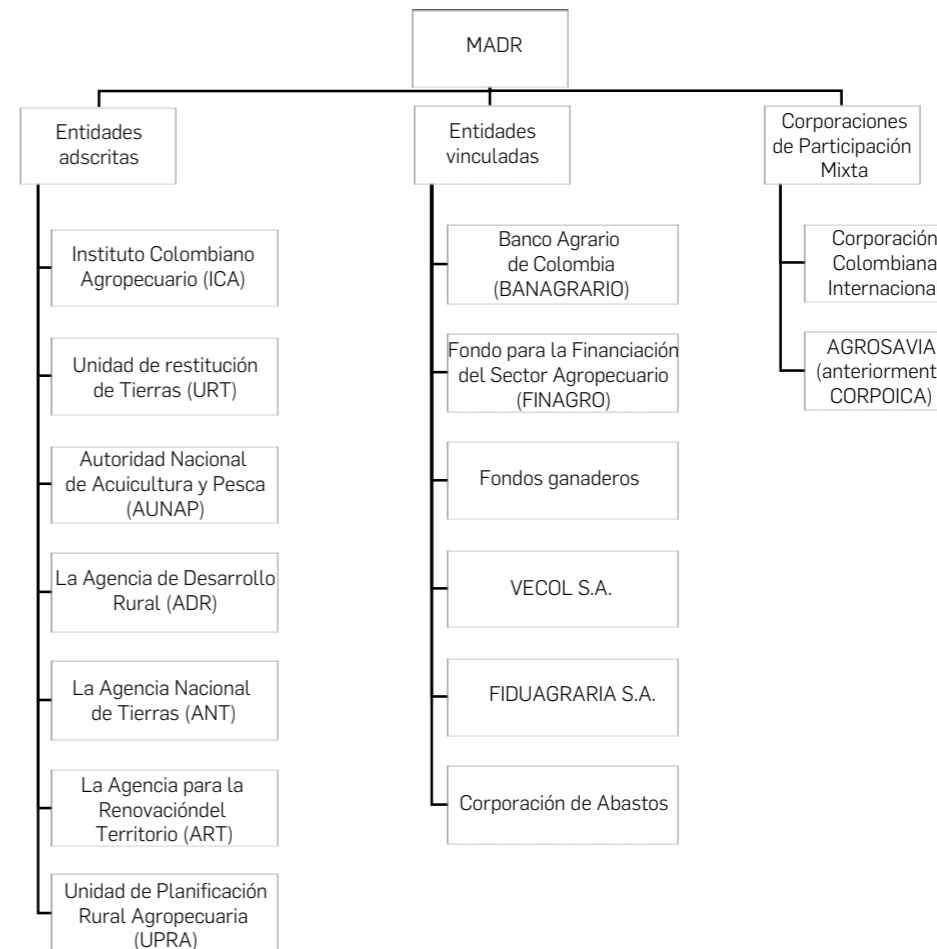 MADR
Entidades
adscritas
Instituto Colombiano
Agropecuario (ICA)
Unidad de restitución
de Tierras (URT)
Autoridad Nacional
de Acuicultura y Pesca
(AUNAP)
La Agencia de Desarrollo
Rural (ADR)
La Agencia Nacional
de Tierras (ANT)
La Agencia para la
Renovacióndel
Territorio (ART)
Unidad de Planificación
Rural Agropecuaria
(UPRA)
Entidades
vinculadas
Banco Agrario
de Colombia
(BANAGRARIO)
Fondo para la Financiación
del Sector Agropecuario
(FINAGRO)
Fondos ganaderos
VECOL S.A.
FIDUAGRARIA S.A.
Corporación de Abastos
Corporaciones
de Participación
Mixta
Corporación
Colombiana
Internaciona
AGROSAVIA
(anteriorment
CORPOICA)